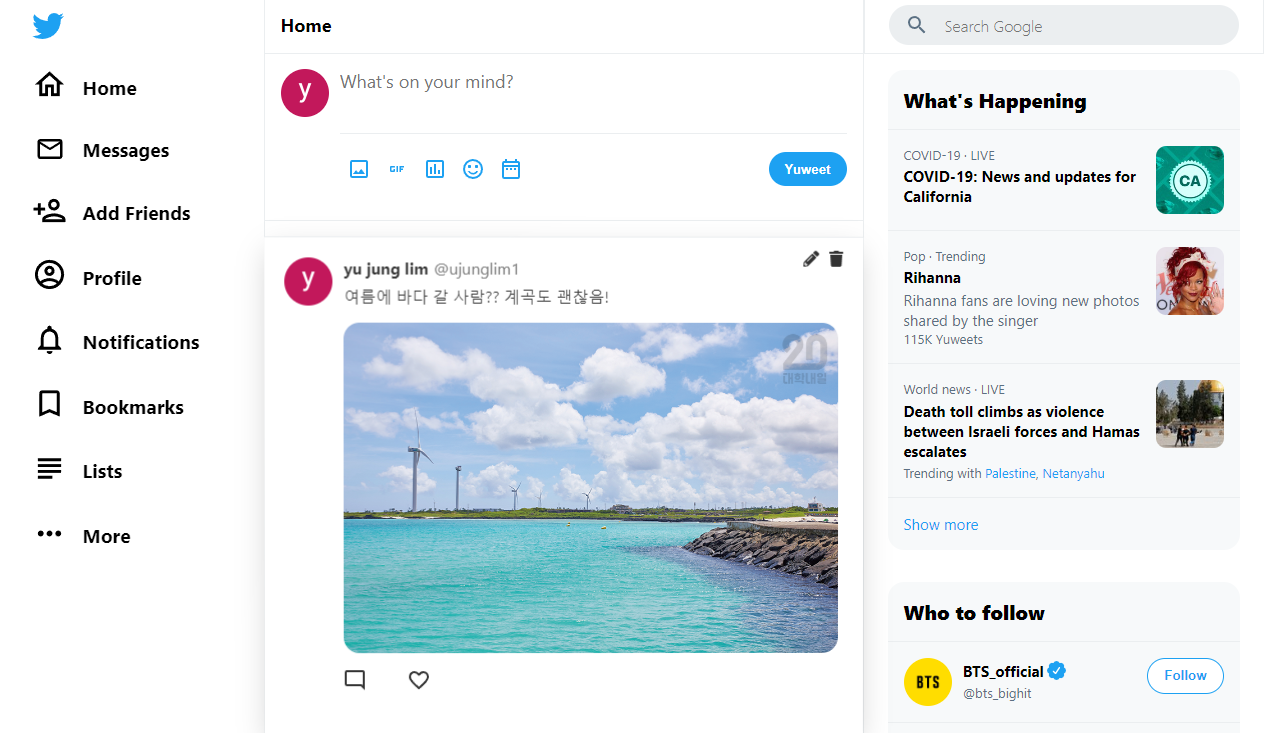 Home
Messages
Add Friends
Profile
Notifications
Bookmarks
Lists
More
Home
y
What's on your mind?
GIF
Yuweet
y
yu jung lim @ujunglim1
여름에 바다 갈 사람?? 계곡도 괜찮음!
20
대학내일
Search Google
What's Happening
COVID-19 · LIVE
COVID-19: News and updates for
California
CA
Pop · Trending
Rihanna
Rihanna fans are loving new photos
shared by the singer
115K Yuweets
World news · LIVE
Death toll climbs as violence
between Israeli forces and Hamas
escalates
Trending with Palestine, Netanyahu
Show more
Who to follow
BTS
BTS_official
@bts_bighit
Follow